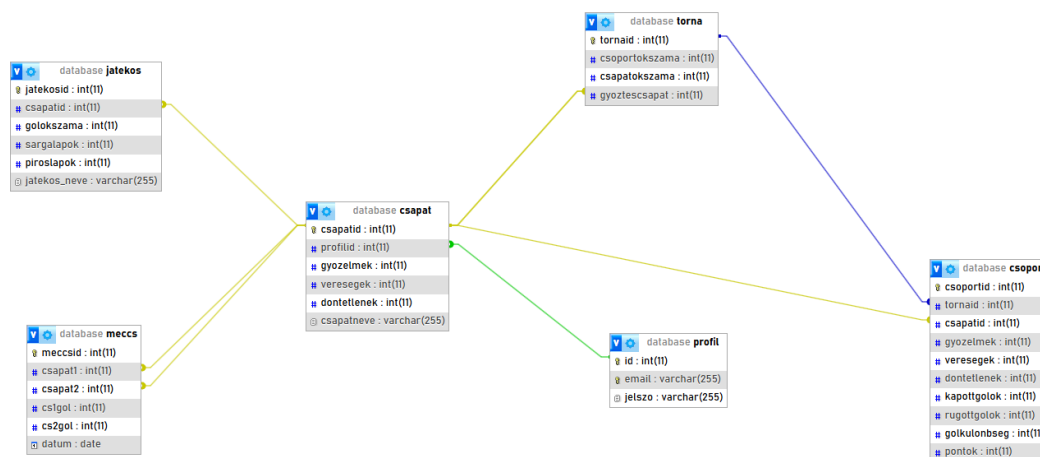 database jatekos
jatekosid : int(11)
csapatid : int(11)
golokszama : int(11)
sargalapok : int(11)
piroslapok : int(11)
jatekos_neve : varchar(255)
database torna
tornaid : int(11)
csoportokszama : int(11)
csapatokszama : int(11)
gyoztescsapat : int(11)
database csapat
csapatid : int(11)
profilid : int(11)
gyozelmek : int(11)
veresegek : int(11)
dontetlenek : int(11)
csapatneve : varchar(255)
database meccs
meccsid : int(11)
csapat1 : int(11)
csapat2 : int(11)
cs1gol : int(11)
cs2gol : int(11)
datum : date
database profil
id : int(11)
email : varchar(255)
jelszo : varchar(255)
database csopor
csoportid : int(11)
tornaid : int(11)
csapatid : int(11)
gyozelmek : int(11)
veresegek : int(11)
dontetlenek : int(11)
kapottgolok : int(11)
rugottgolok : int(11)
golkulonbseg : int(11
pontok : int(11)